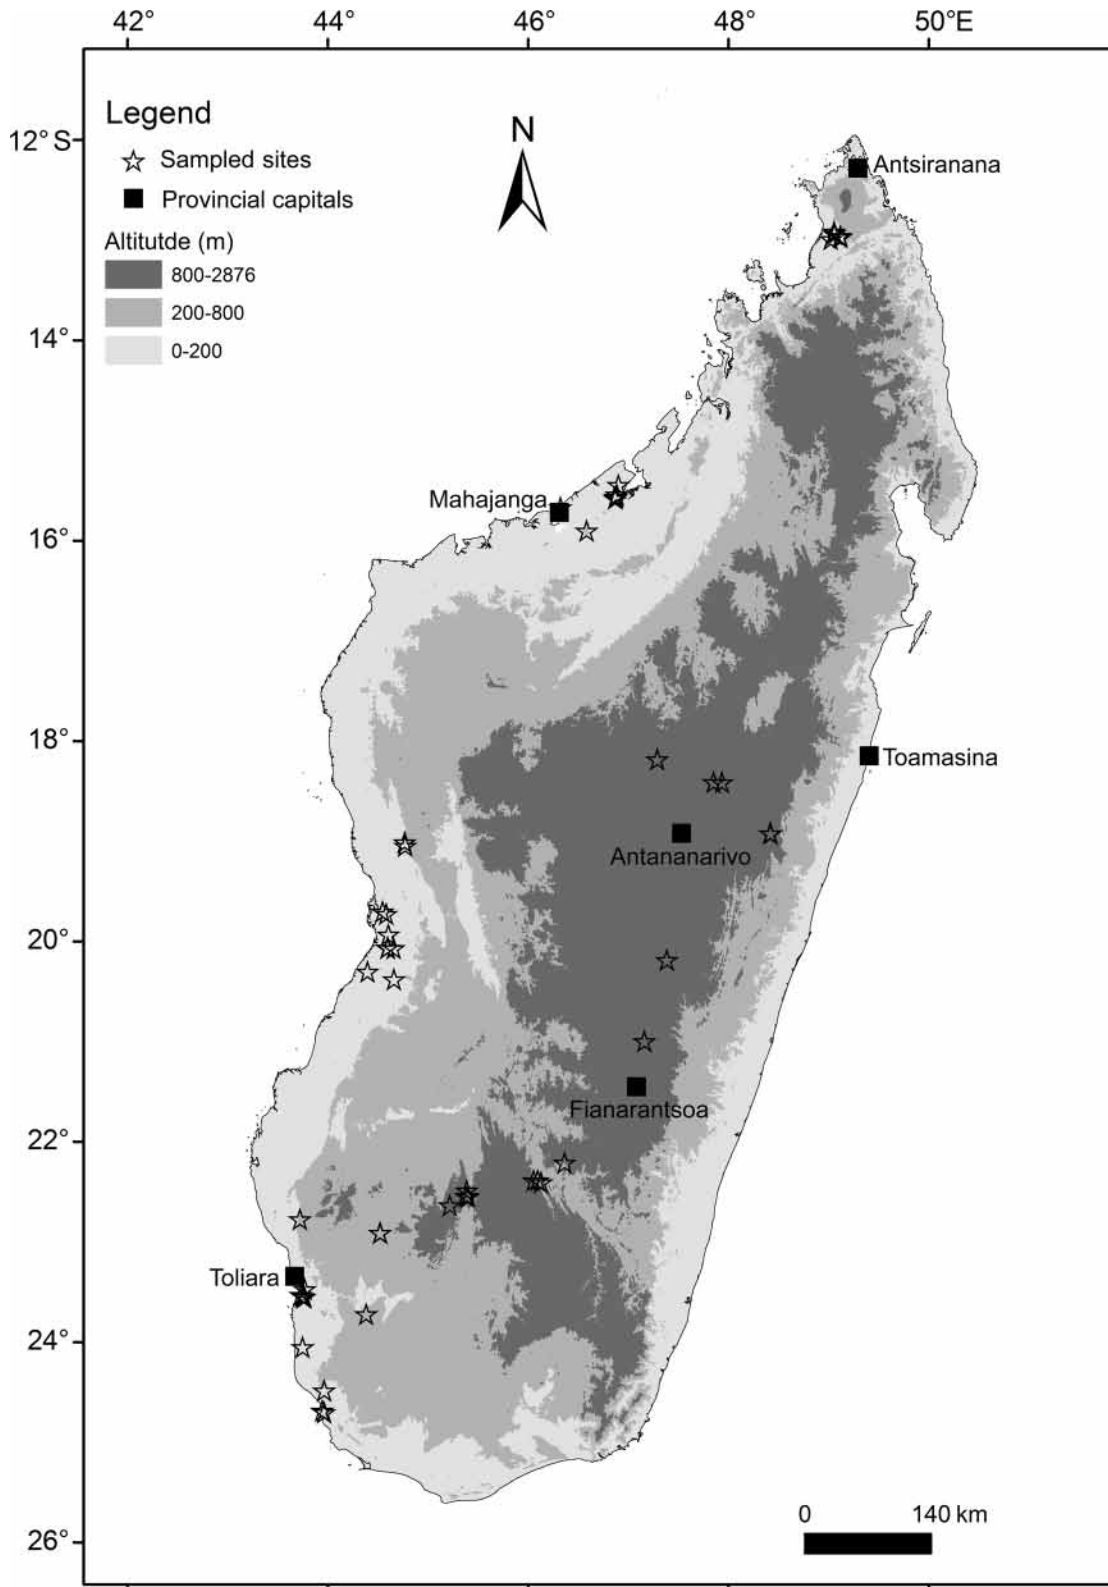 42° 44° 46° 48° 50°E
Legend
N
12° S
Sampled sites
Antsiranana
Provincial capitals
Altitutde (m)
800-2876
200-800
14°
0-200
Mahajanga
16°
18°
Toamasina
Antananarivo
20°
Fianarantsoa
22°
Toliara
24°
0 140 km
26°